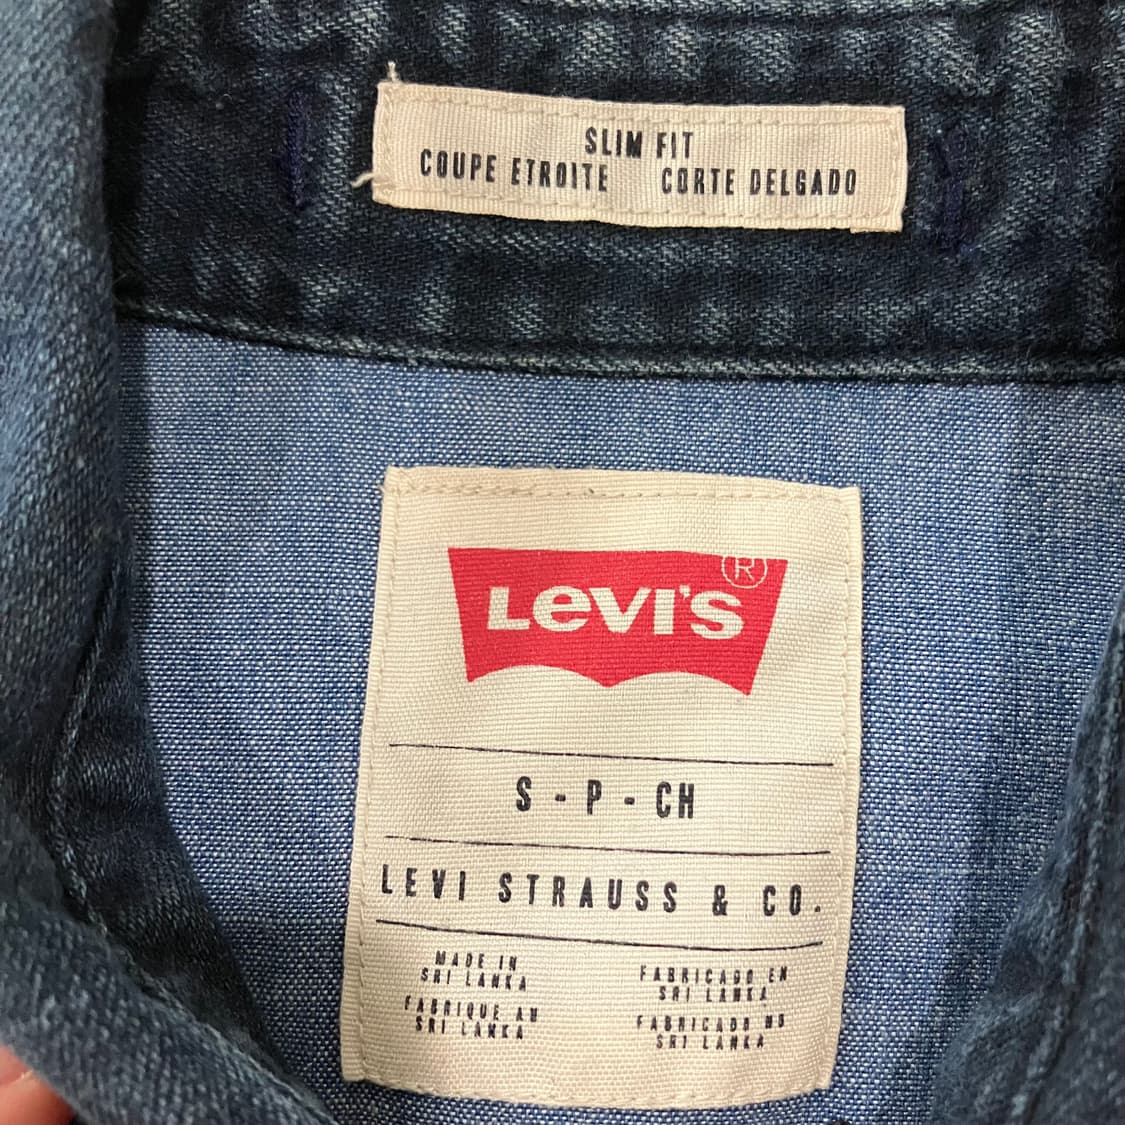 SLIM FIT
COUPE ETROITE CORTE DELGADO
Levi's®
S - P - CH
LEVI STRAUSS & CO.
MADE IN
SRI LANKA
FABRIQUE AU
SRI LANKA
FABRICADO EN
SRI LANKA
FABRICADO NO
SRI LANKA